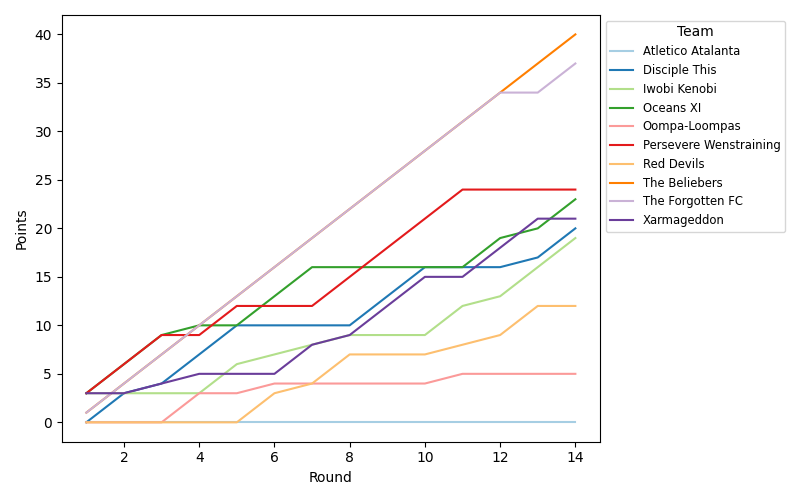 40
35
30
25
20
15
10
5
0
Points
2 4 6 8 10 12 14
Round
Team
Atletico Atalanta
Disciple This
Iwobi Kenobi
Oceans XI
Oompa-Loompas
Persevere Wenstraining
Red Devils
The Beliebers
The Forgotten FC
Xarmageddon